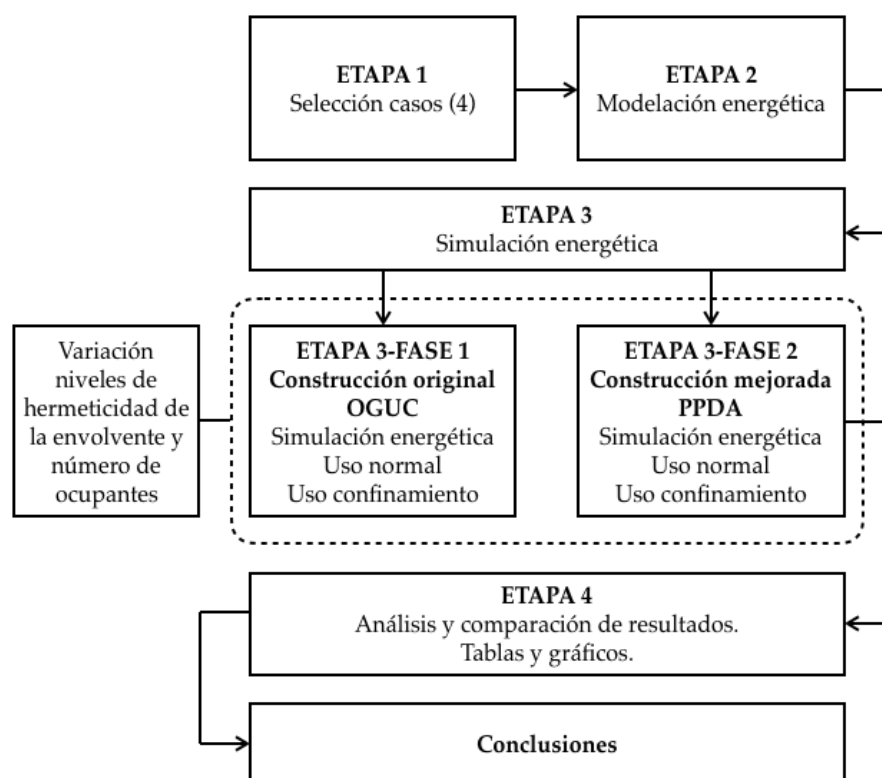 ETAPA 1
Selección casos (4)
ETAPA 2
Modelación energética
ETAPA 3
Simulación energética
Variación
niveles de
hermeticidad de
la envolvente y
número de
ocupantes
ETAPA 3-FASE 1
Construcción original
OGUC
Simulación energética
Uso normal
Uso confinamiento
ETAPA 3-FASE 2
Construcción mejorada
PPDA
Simulación energética
Uso normal
Uso confinamiento
ETAPA 4
Análisis y comparación de resultados.
Tablas y gráficos.
Conclusiones